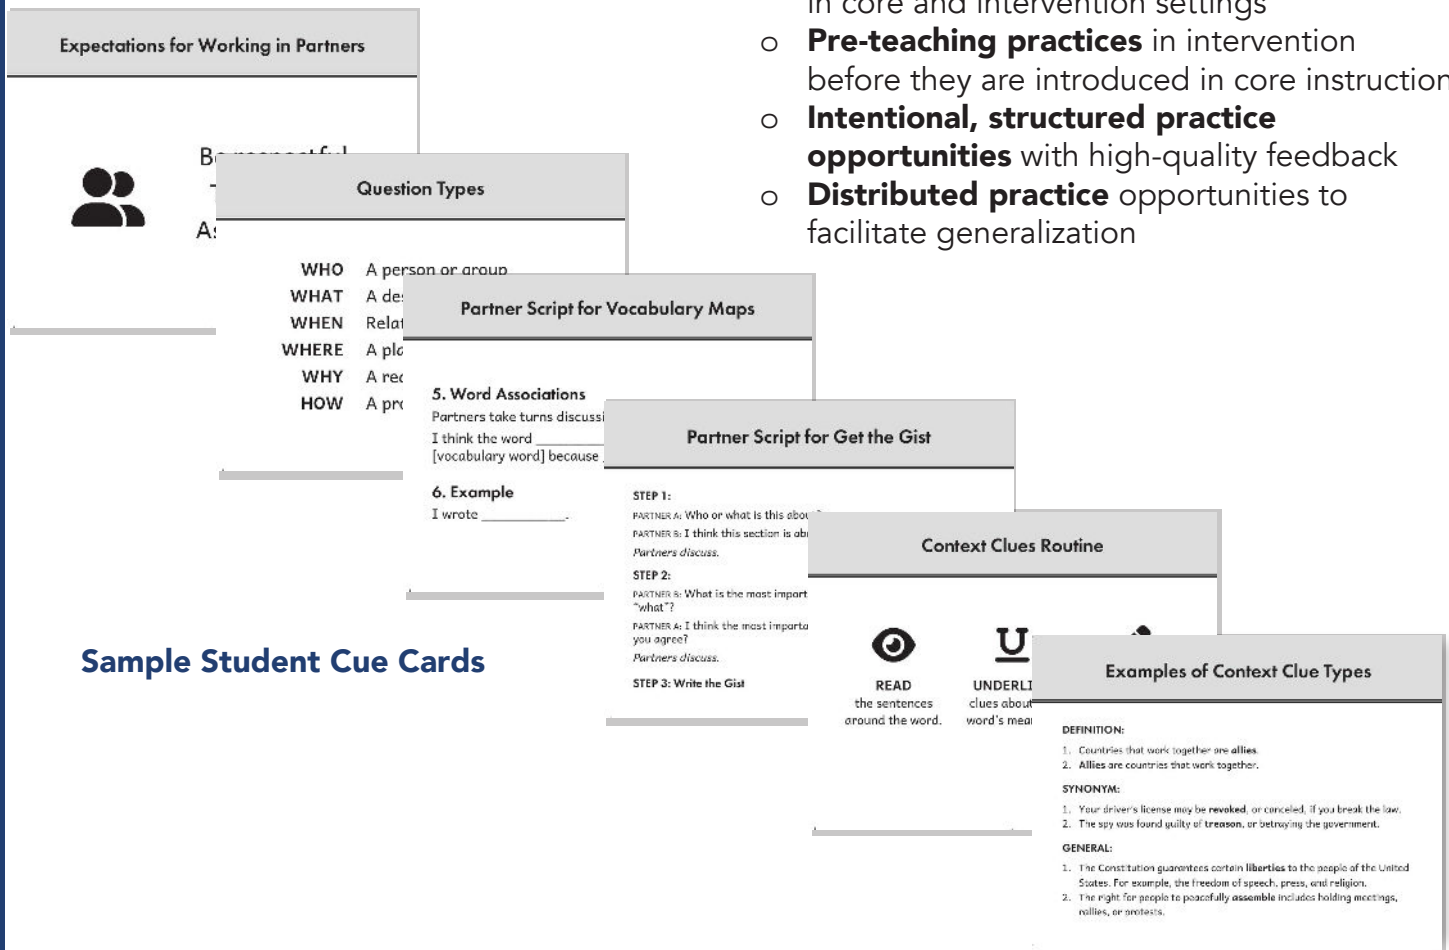 in core and intervention settings
o Pre-teaching practices in intervention
before they are introduced in core instruction
o Intentional, structured practice
opportunities with high-quality feedback
o Distributed practice opportunities to
facilitate generalization
Expectations for Working in Partners
Be respectful
Question Types
WHO A person or group
WHAT A
WHEN
WHERE A
WHY A
HOW A
Partner Script for Vocabulary Maps
5. Word Associations
Partners take turns
I think the word ____________
[vocabulary word] because
6. Example
I wrote ____________.
Partner Script for Get the Gist
STEP 1:
PARTNER A: Who or what is this about?
PARTNER B: I think this section is
Partners discuss.
STEP 2:
PARTNER B: What is the most
"what"?
PARTNER A: I think the most
you agree?
Partners discuss.
STEP 3: Write the Gist
Context Clues Routine
READ
the sentences
around the word.
clues about
word's
Examples of Context Clue Types
DEFINITION:
1. Countries that work together are allies.
2. Allies are countries that work together.
SYNONYM:
1. Your driver's license may be revoked, or canceled, if you break the law.
2. The spy was found guilty of treason, or betraying the government.
GENERAL:
1. The Constitution guarantees certain liberties to the people of the United
States. For example, the freedom of speech, press, and religion.
2. The right for people to peacefully assemble includes holding meetings,
rallies, or protests.
Sample Student Cue Cards